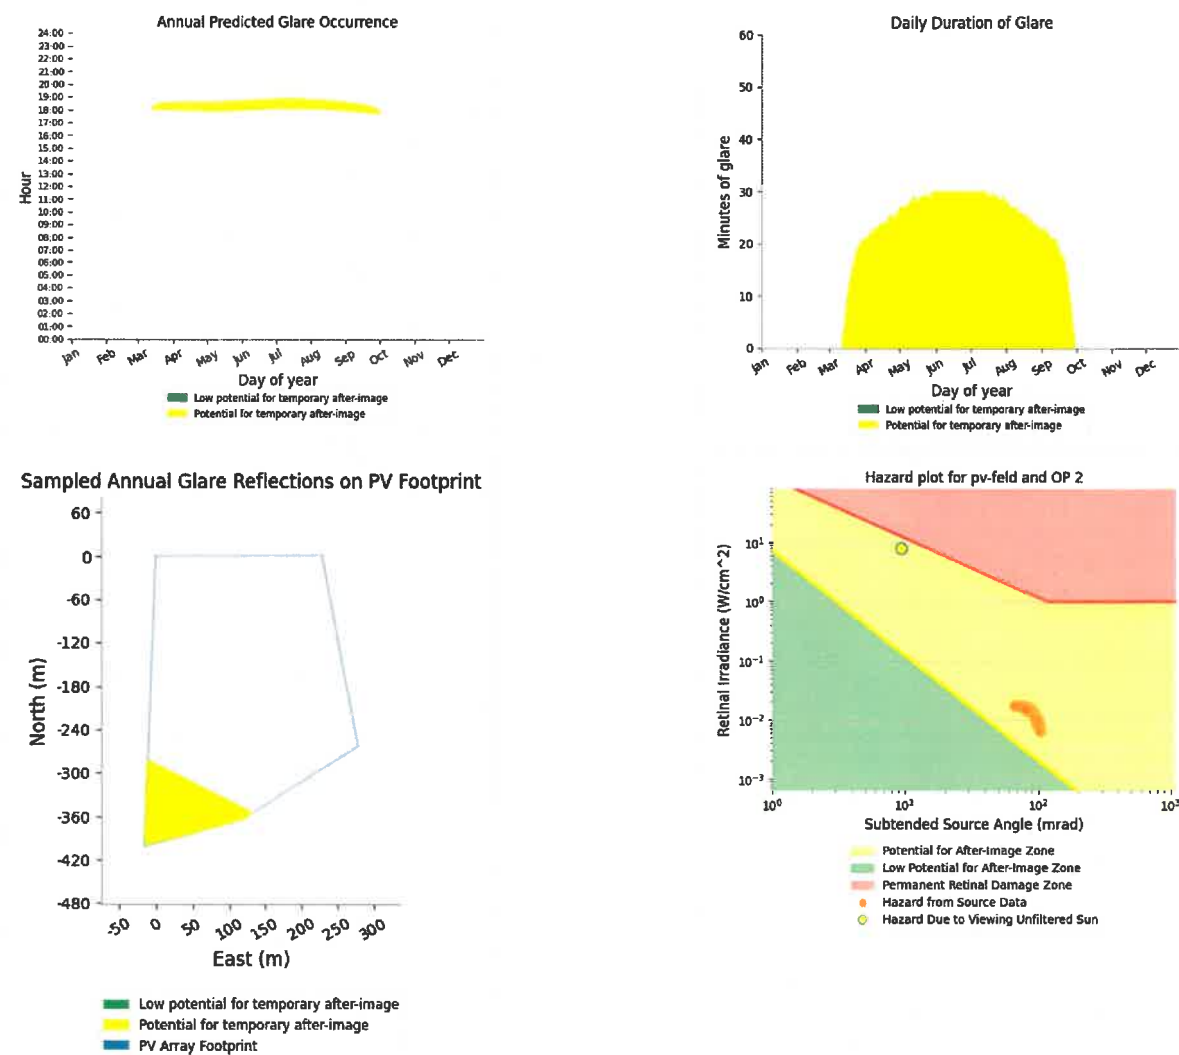 Annual Predicted Glare Occurrence
24:00
23:00
22:00
21:00
20:00
19:00
18:00
17:00
16:00
15:00
14:00
13:00
12:00
11:00
10:00
09:00
08:00
07:00
06:00
05:00
04:00
03:00
02:00
01:00
00:00
Hour
Jan Feb Mar Apr May Jun Jul Aug Sep Oct Nov Dec
Day of year
Low potential for temporary after-image
Potential for temporary after-image
Daily Duration of Glare
60
50
40
30
20
10
0
Minutes of glare
Jan Feb Mar Apr May Jun Jul Aug Sep Oct Nov Dec
Day of year
Low potential for temporary after-image
Potential for temporary after-image
Sampled Annual Glare Reflections on PV Footprint
60
0
-60
-120
-180
-240
-300
-360
-420
-480
North (m)
-50 0 50 100 150 200 250 300
East (m)
Low potential for temporary after-image
Potential for temporary after-image
PV Array Footprint
Hazard plot for pv-feld and OP 2
10¹
10⁰
10⁻¹
10⁻²
10⁻³
Retinal Irradiance (W/cm^2)
10⁰ 10¹ 10² 10³
Subtended Source Angle (mrad)
Potential for After-Image Zone
Low Potential for After-Image Zone
Permanent Retinal Damage Zone
Hazard from Source Data
Hazard Due to Viewing Unfiltered Sun